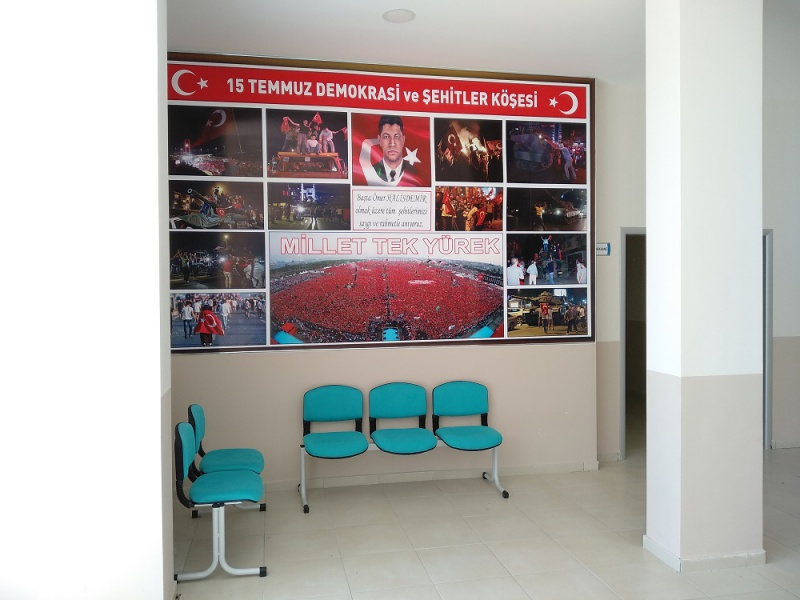 15 TEMMUZ DEMOKRASİ ve ŞEHİTLER KÖŞESİ
Başta Ömer HALİSDEMİR
olmak üzere tüm şehitlerimizi
saygı ve rahmetle anıyoruz.
MİLLET TEK YÜREK